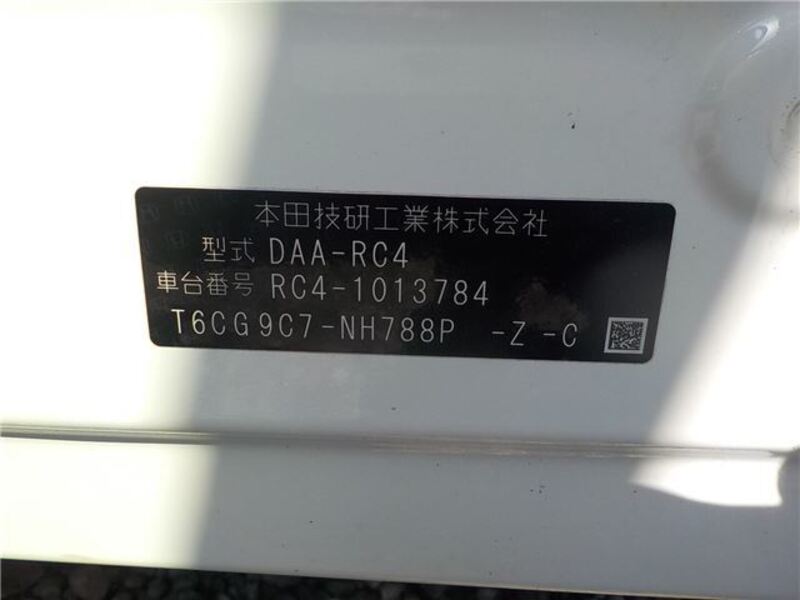 本田技研工業株式会社
型式 DAA-RC4
車台番号 RC4-1013784
T6CG9C7-NH788P -Z -C